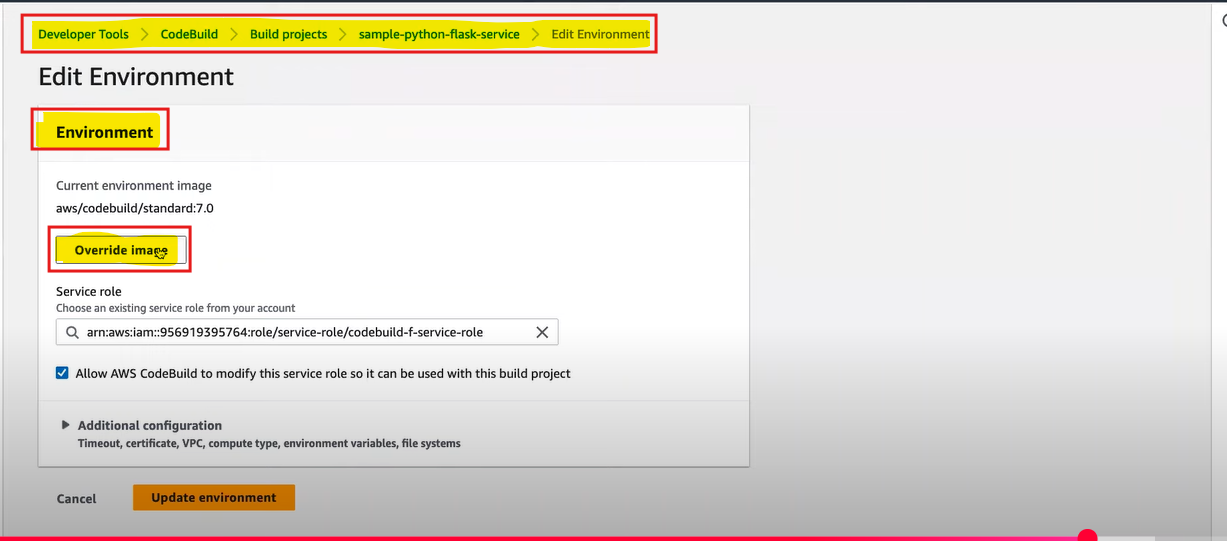 Developer Tools > CodeBuild > Build projects > sample-python-flask-service > Edit Environment
Edit Environment
Environment
Current environment image
aws/codebuild/standard:7.0
Override image
Service role
Choose an existing service role from your account
arn:aws:iam::956919395764:role/service-role/codebuild-f-service-role
Allow AWS CodeBuild to modify this service role so it can be used with this build project
Additional configuration
Timeout, certificate, VPC, compute type, environment variables, file systems
Cancel Update environment